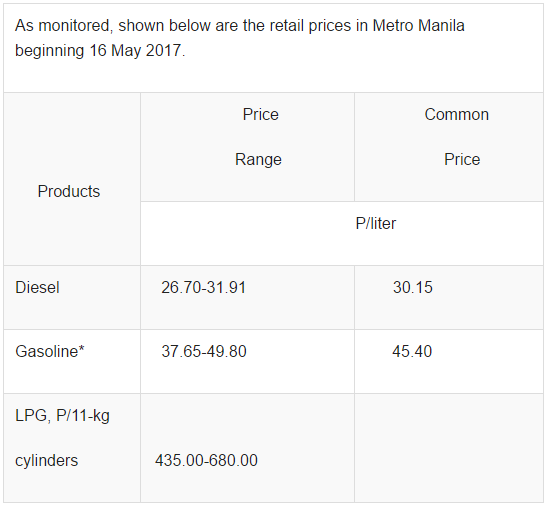 As monitored, shown below are the retail prices in Metro Manila
beginning 16 May 2017.
Products
Price
Range
Common
Price
P/liter
Diesel
26.70-31.91
30.15
Gasoline*
37.65-49.80
45.40
LPG, P/11-kg
cylinders
435.00-680.00